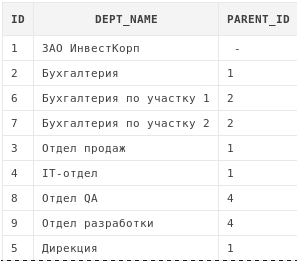 ID DEPT_NAME PARENT_ID
1 ЗАО ИнвестКорп -
2 Бухгалтерия 1
6 Бухгалтерия по участку 1 2
7 Бухгалтерия по участку 2 2
3 Отдел продаж 1
4 IT-отдел 1
8 Отдел QA 4
9 Отдел разработки 4
5 Дирекция 1